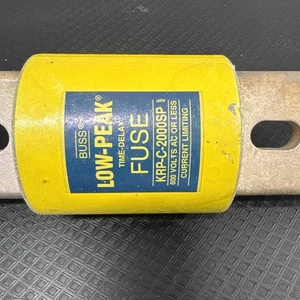 BUSS
LOW-PEAK®
TIME-DELAY
FUSE
KRP-C-2000SP
600 VOLTS AC OR LESS
CURRENT LIMITING